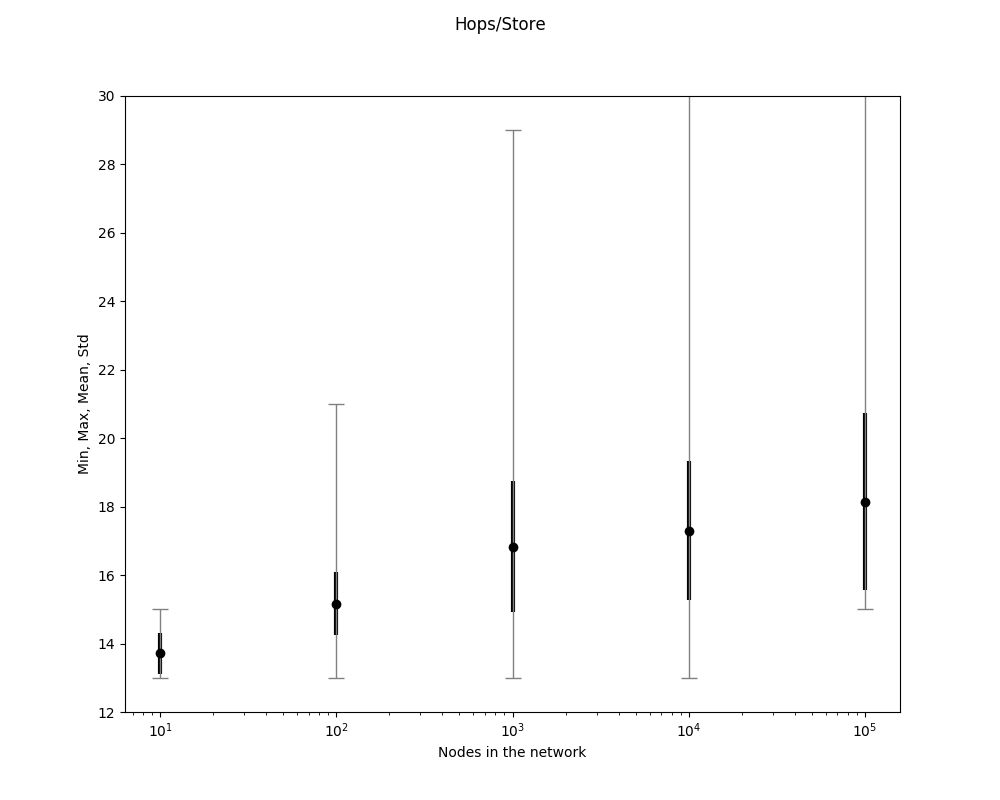 Hops/Store
30
28
26
24
22
20
18
16
14
12
Min, Max, Mean, Std
10¹ 10² 10³ 10⁴ 10⁵
Nodes in the network